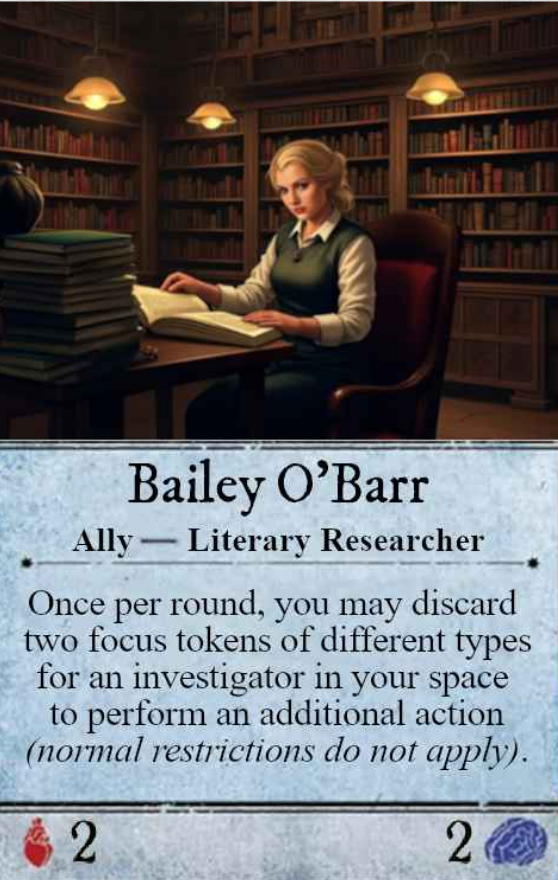 Bailey O’Barr
Ally — Literary Researcher
Once per round, you may discard
two focus tokens of different types
for an investigator in your space
to perform an additional action
(normal restrictions do not apply).
2 2